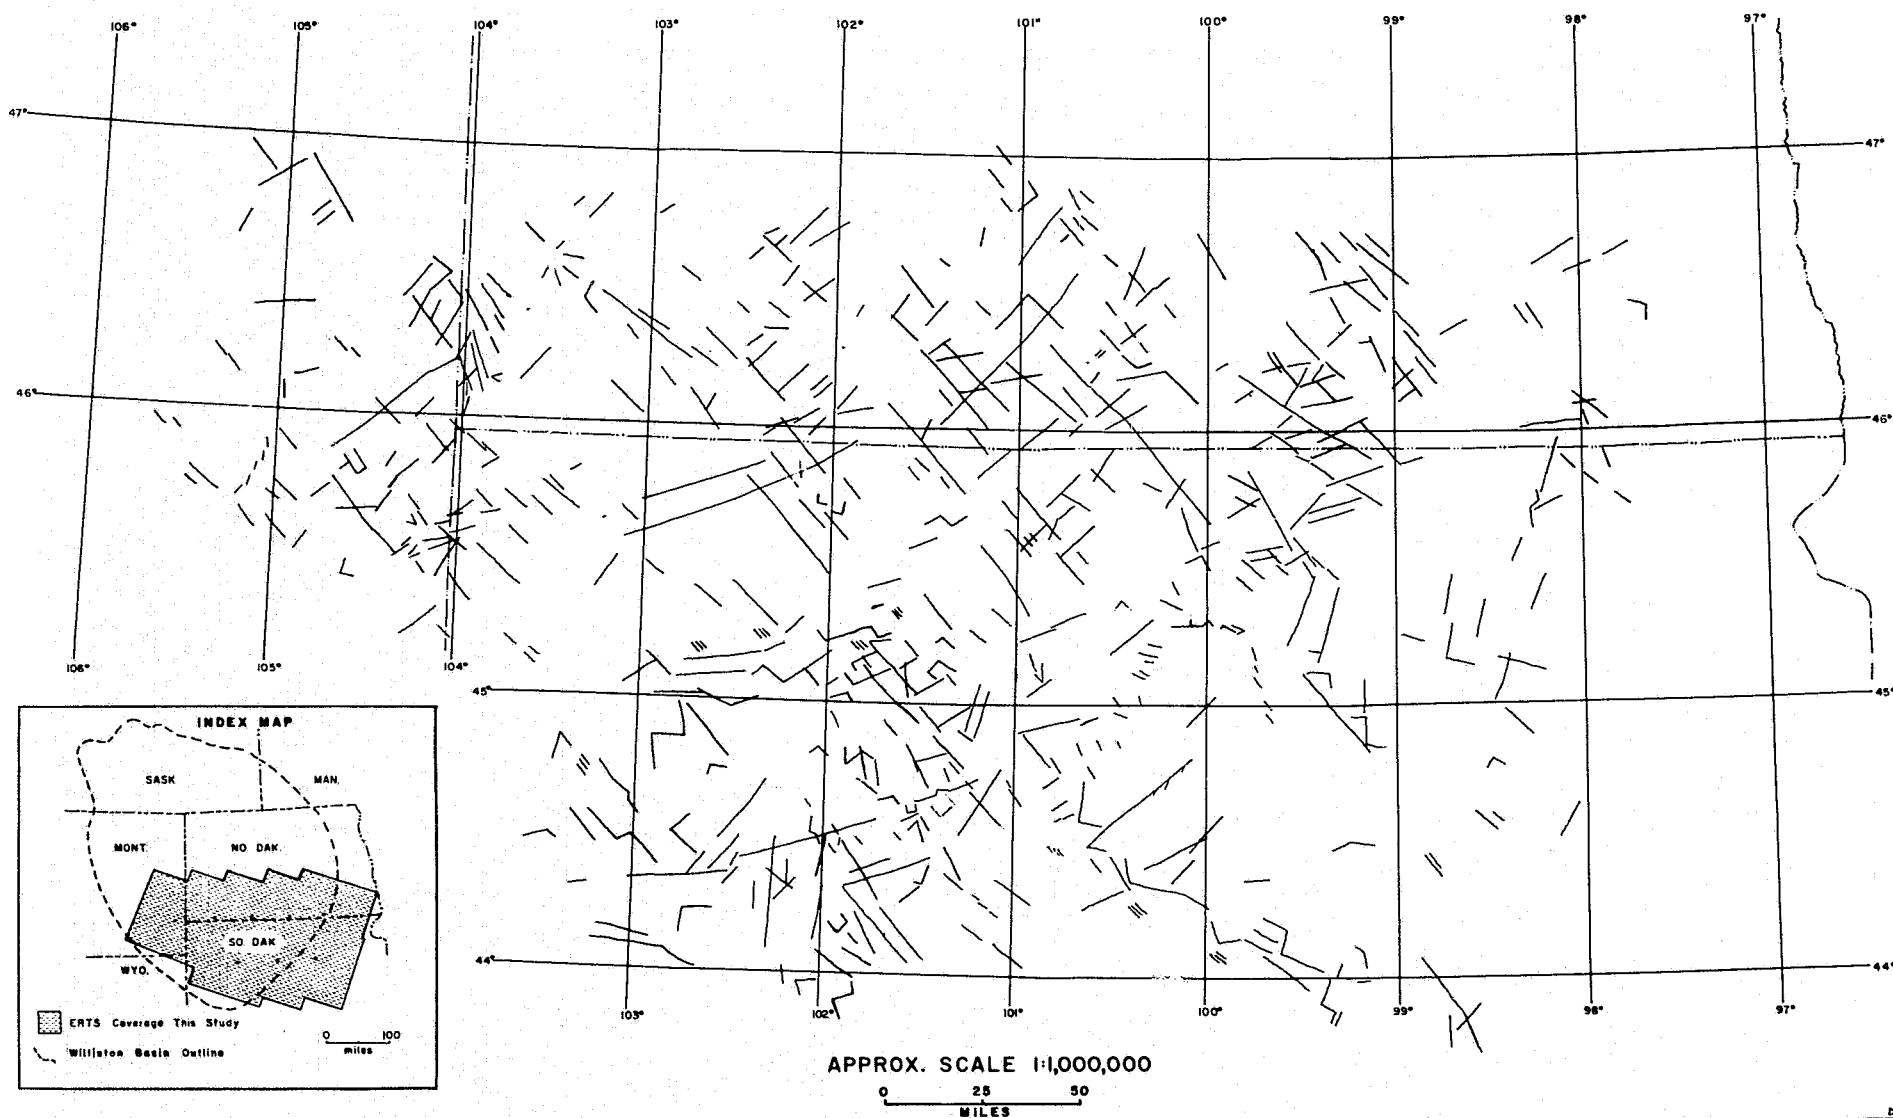 106° 105° 104° 103° 102° 101° 100° 99° 98° 97°
47° 47°
46° 46°
106° 105° 104°
45° 45°
INDEX MAP
SASK. MAN.
MONT. NO. DAK.
SO. DAK
WYO.
ERTS Coverage This Study
Williston Basin Outline
0 100
miles
44° 44°
103° 102° 101° 100° 99° 98° 97°
APPROX. SCALE 1:1,000,000
0 25 50
MILES